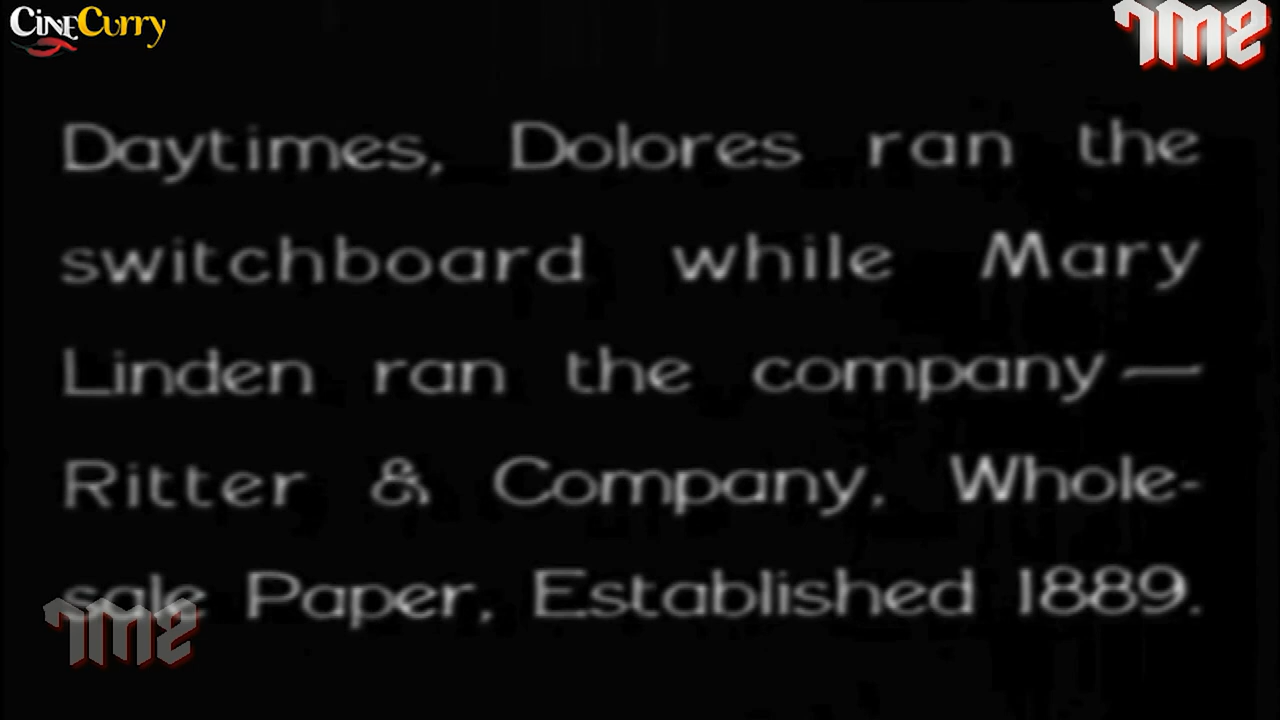 CineCurry
Daytimes, Dolores ran the
switchboard while Mary
Linden ran the company—
Ritter & Company, Whole-
sale Paper, Established 1889.